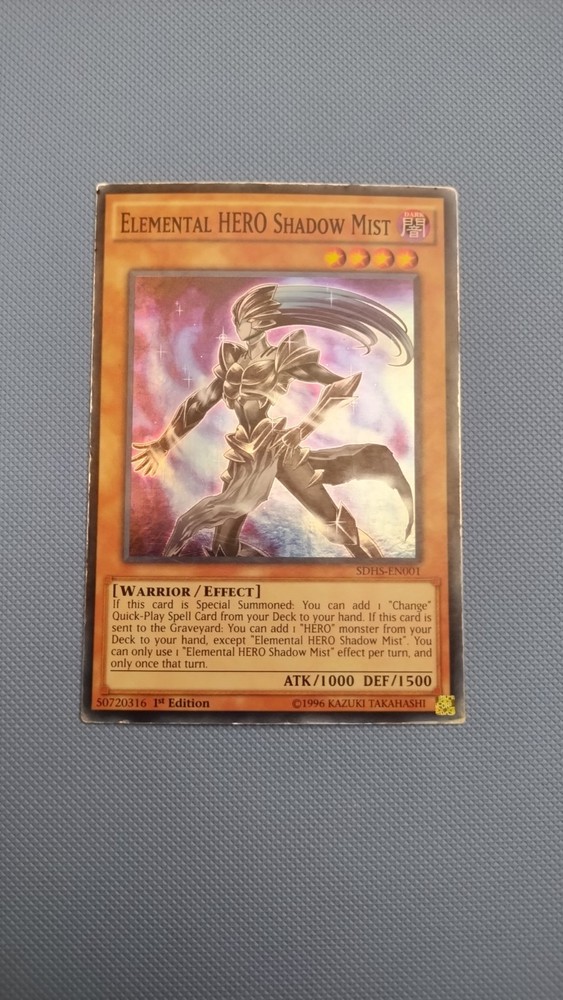 ELEMENTAL HERO SHADOW MIST
DARK
闇
SDHS-EN001
[WARRIOR/EFFECT]
If this card is Special Summoned: You can add 1 "Change"
Quick-Play Spell Card from your Deck to your hand. If this card is
sent to the Graveyard: You can add 1 "HERO" monster from your
Deck to your hand, except "Elemental HERO Shadow Mist". You
can only use 1 "Elemental HERO Shadow Mist" effect per turn, and
only once that turn.
ATK/1000 DEF/1500
50720316 1st Edition ©1996 KAZUKI TAKAHASHI